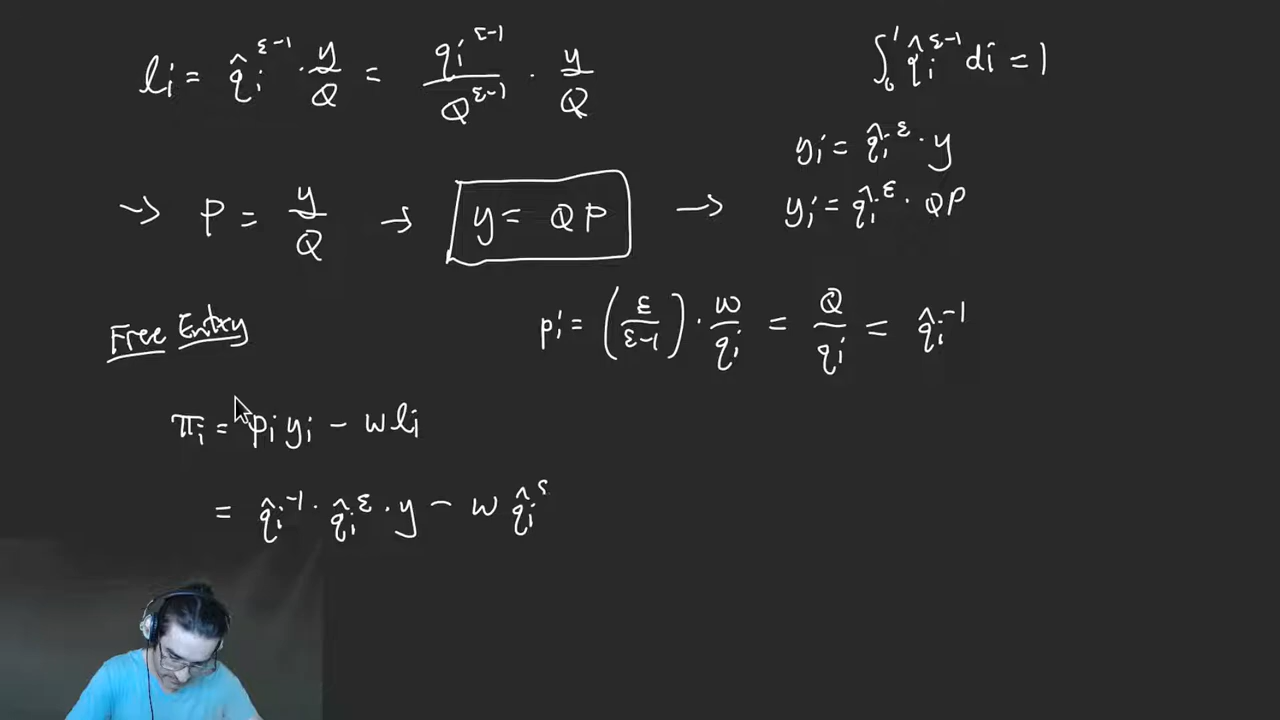 li = q̂i^ε-1 · y/Q = qi^ε-1/Q^ε-1 · y/Q
∫₀¹ q̂i^ε-1 di = 1
yi = q̂i^ε · y
→ P = y/Q → y = QP → yi = q̂i^ε · QP
Free Entry
pi = (ε/ε-1) · w/qi = Q/qi = q̂i^-1
πi = pi yi - w li
= q̂i^-1 · q̂i^ε · y - w q̂i^ε